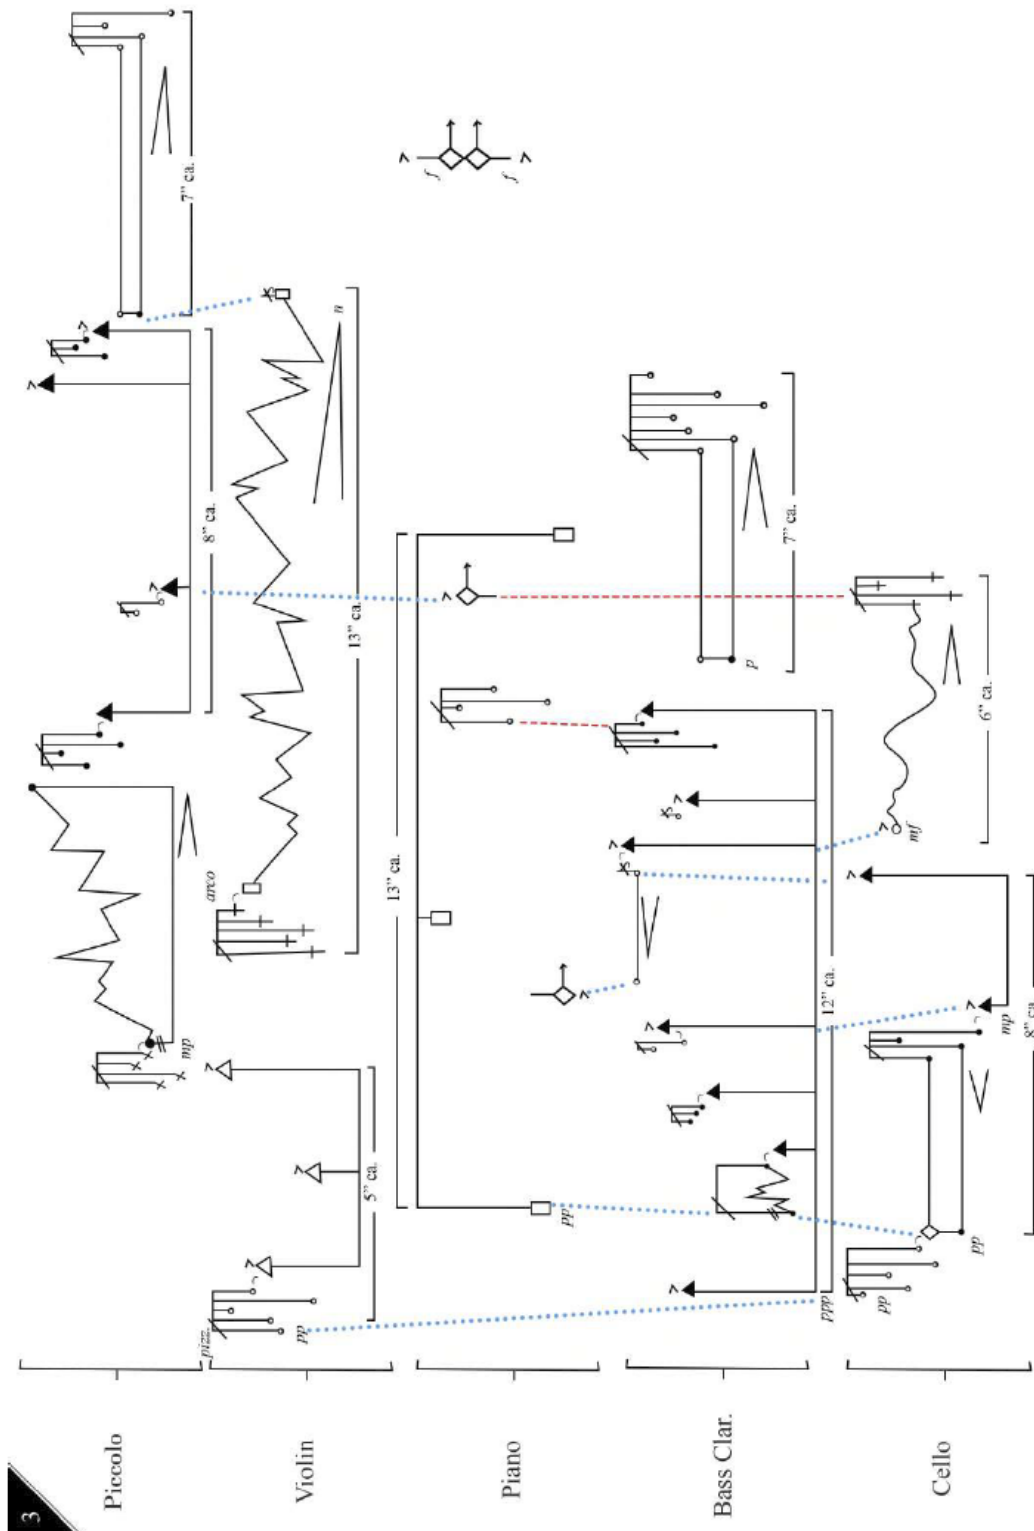 3
Piccolo
mp
8" ca.
7" ca.
Violin
pizz.
pp
5" ca.
arco
13" ca.
n
Piano
pp
13" ca.
f
f
Bass Clar.
ppp
12" ca.
p
7" ca.
Cello
pp
pp
8" ca
mp
mf
6" ca.